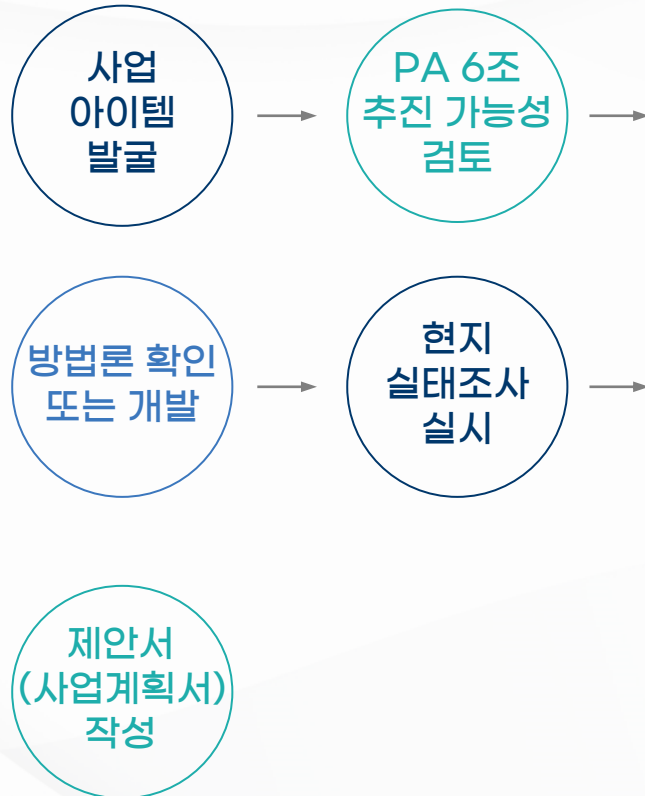 사업
아이템
발굴
PA 6조
추진 가능성
검토
방법론 확인
또는 개발
현지
실태조사
실시
제안서
(사업계획서)
작성